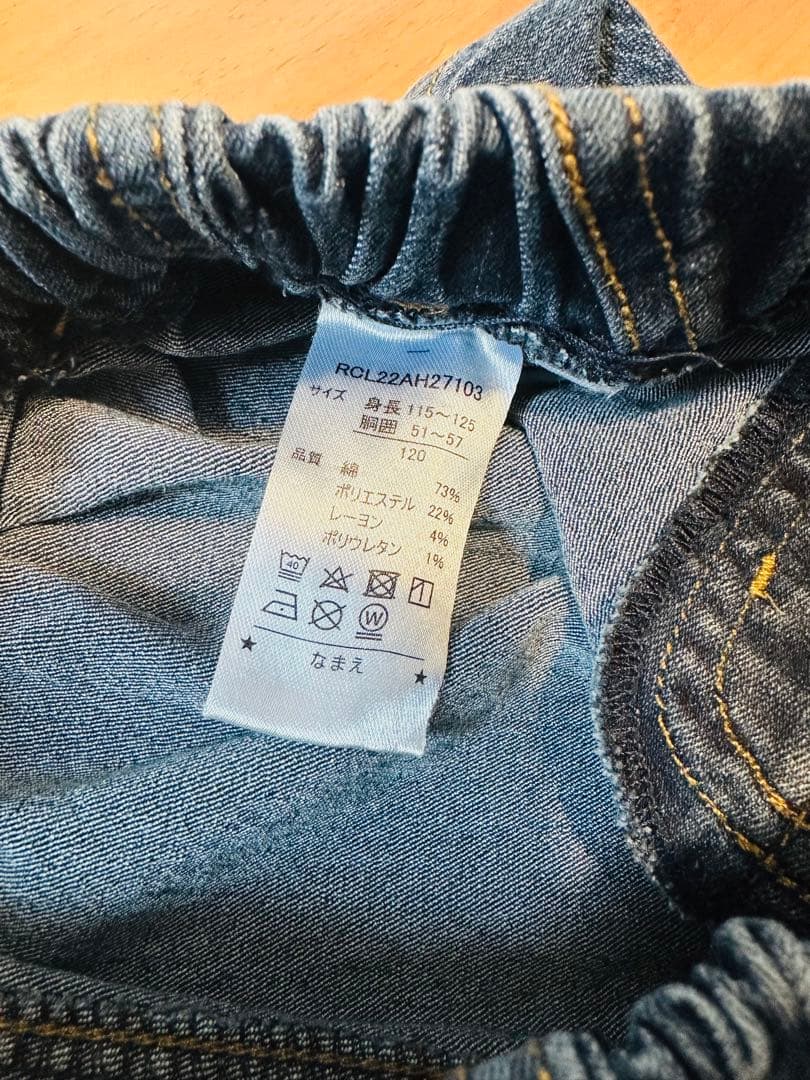 RCL22AH27103
サイズ 身長 115〜125
胴囲 51〜57
120
品質 綿 73%
ポリエステル 22%
レーヨン 4%
ポリウレタン 1%
40
W
なまえ